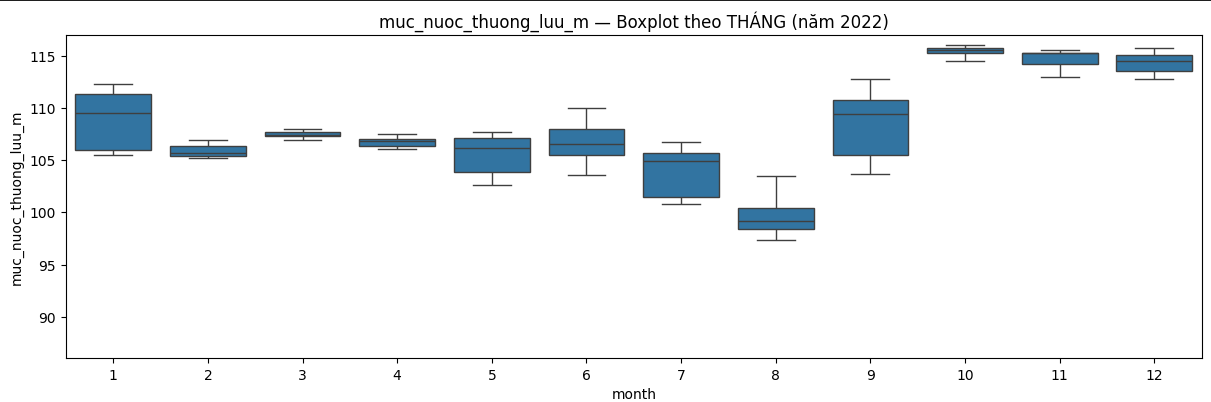 muc_nuoc_thuong_luu_m — Boxplot theo THÁNG (năm 2022)
muc_nuoc_thuong_luu_m
115
110
105
100
95
90
1 2 3 4 5 6 7 8 9 10 11 12
month